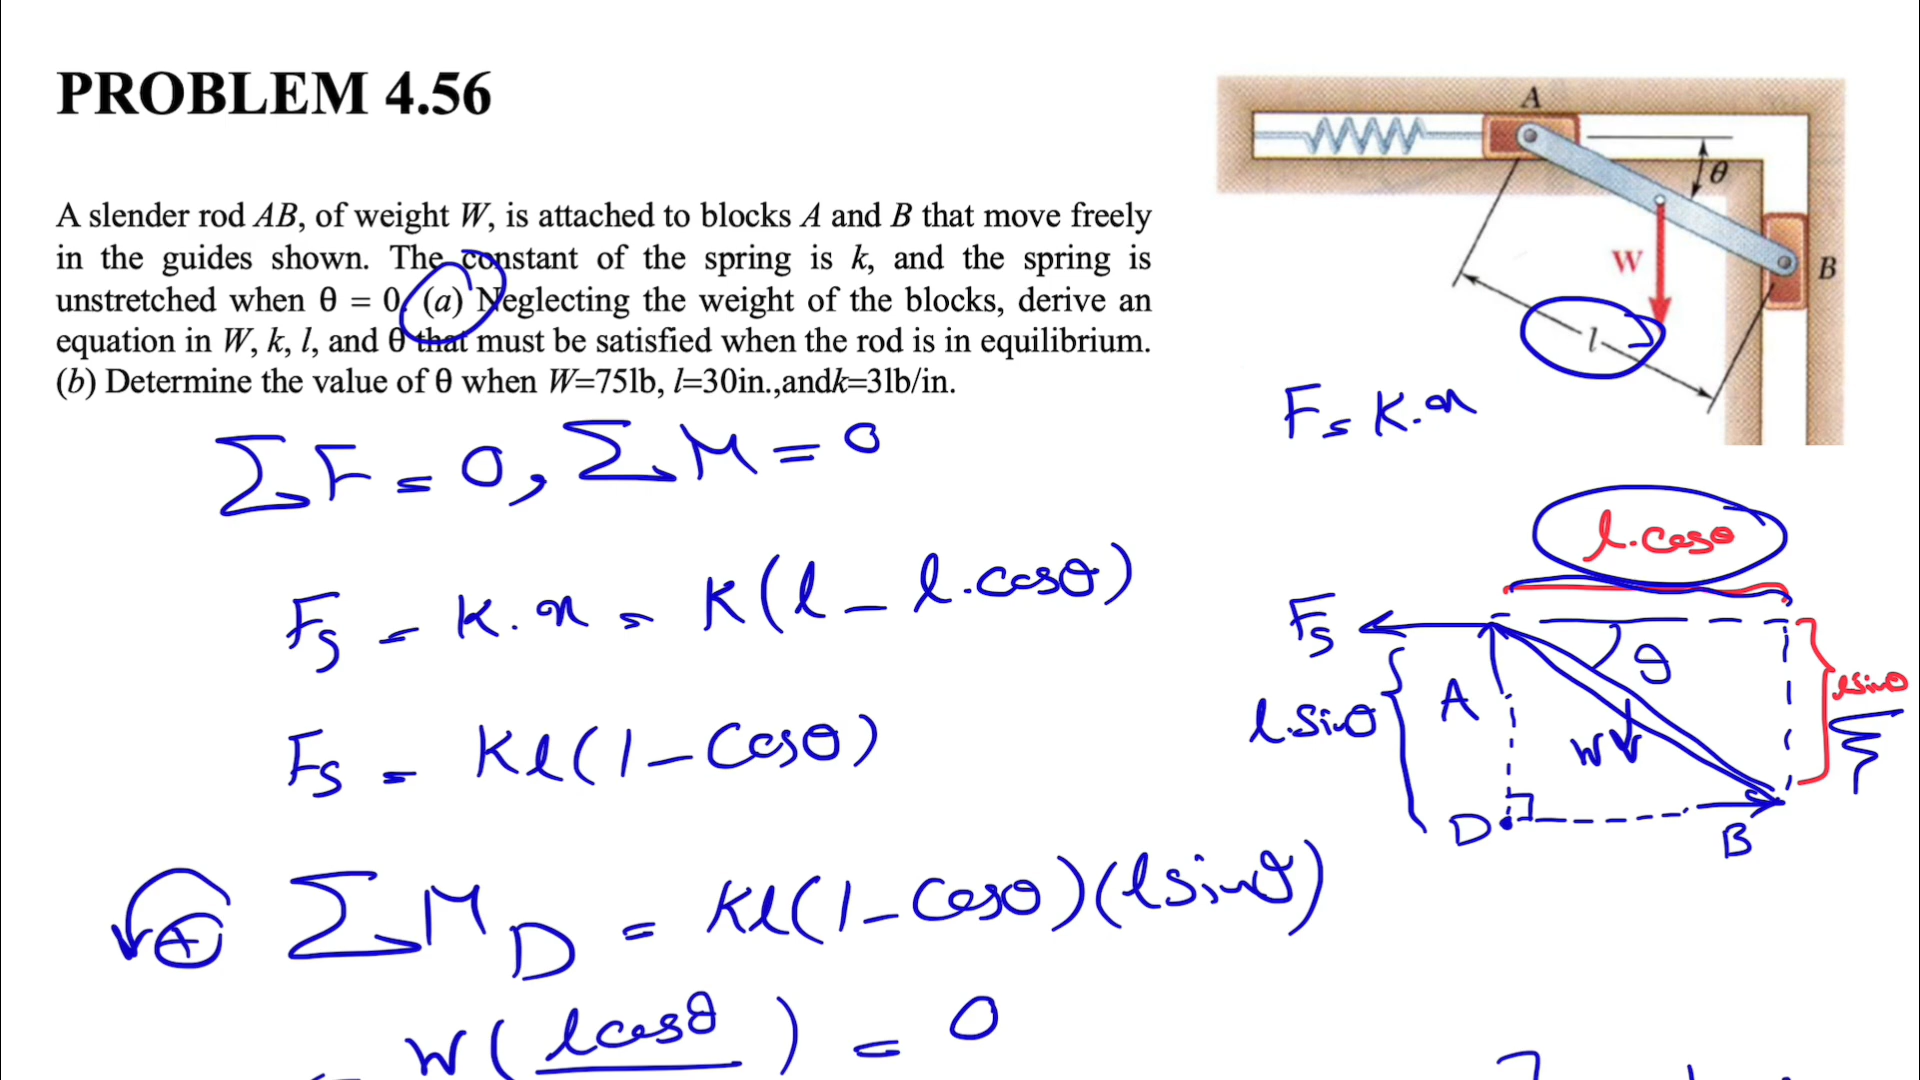 PROBLEM 4.56
A slender rod AB, of weight W, is attached to blocks A and B that move freely
in the guides shown. The constant of the spring is k, and the spring is
unstretched when θ = 0. (a) Neglecting the weight of the blocks, derive an
equation in W, k, l, and θ that must be satisfied when the rod is in equilibrium.
(b) Determine the value of θ when W=75lb, l=30in.,andk=3lb/in.
A
θ
W
B
l
F = K.x
ΣF = 0, ΣM = 0
l.cosθ
Fs = K.x = K(l - l.cosθ)
Fs
θ
lsinθ
l.sinθ
A
W
D
B
Fs = Kl(1-Cosθ)
+ ΣM_D = Kl(1-Cosθ)(lsinθ)
- W( lcosθ ) = 0